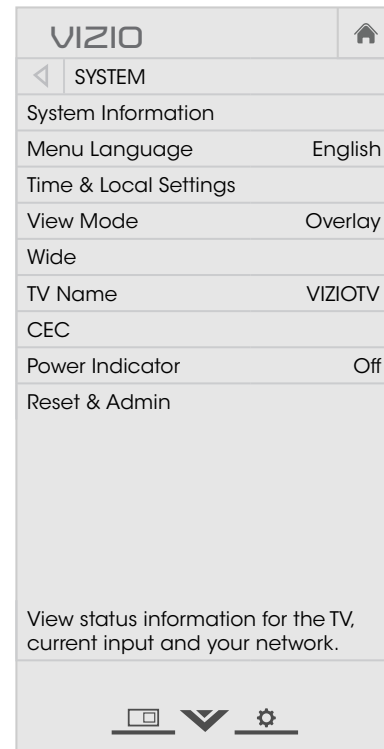 VIZIO
SYSTEM
System Information
Menu Language English
Time & Local Settings
View Mode Overlay
Wide
TV Name VIZIOTV
CEC
Power Indicator Off
Reset & Admin
View status information for the TV,
current input and your network.